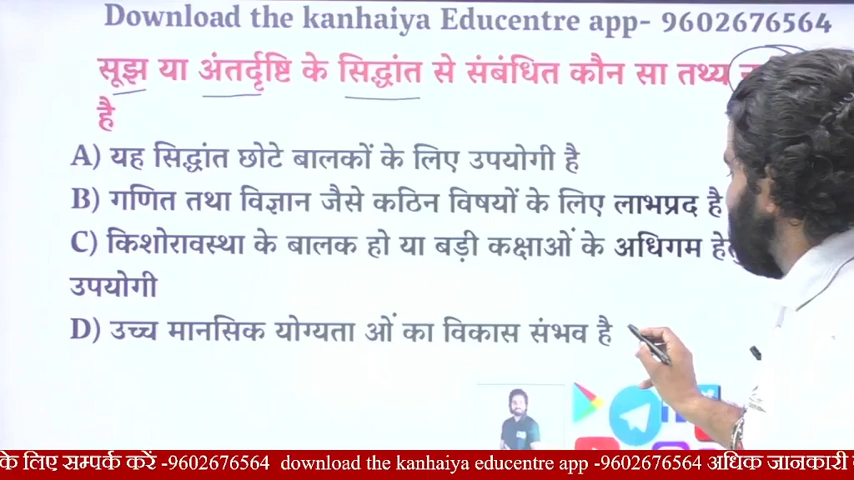 Download the kanhaiya Educentre app- 9602676564
सूझ या अंतर्दृष्टि के सिद्धांत से संबंधित कौन सा तथ्य
है
A) यह सिद्धांत छोटे बालकों के लिए उपयोगी है
B) गणित तथा विज्ञान जैसे कठिन विषयों के लिए लाभप्रद है
C) किशोरावस्था के बालक हो या बड़ी कक्षाओं के अधिगम हेतु
उपयोगी
D) उच्च मानसिक योग्यता ओं का विकास संभव है
के लिए सम्पर्क करें -9602676564 download the kanhaiya educentre app -9602676564 अधिक जानकारी